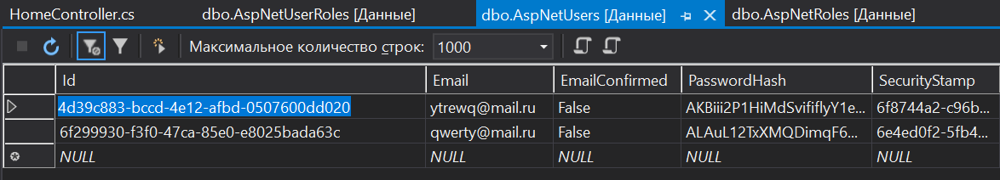 HomeController.cs dbo.AspNetUserRoles [Данные] dbo.AspNetUsers [Данные] dbo.AspNetRoles [Данные]
Максимальное количество строк: 1000
Id Email EmailConfirmed PasswordHash SecurityStamp
4d39c883-bccd-4e12-afbd-0507600dd020 ytrewq@mail.ru False AKBiii2P1HiMdSvififlyY1e... 6f8744a2-c96b...
6f299930-f3f0-47ca-85e0-e8025bada63c qwerty@mail.ru False ALAuL12TxXMQDimqF6... 6e4ed0f2-5fb4...
NULL NULL NULL NULL NULL